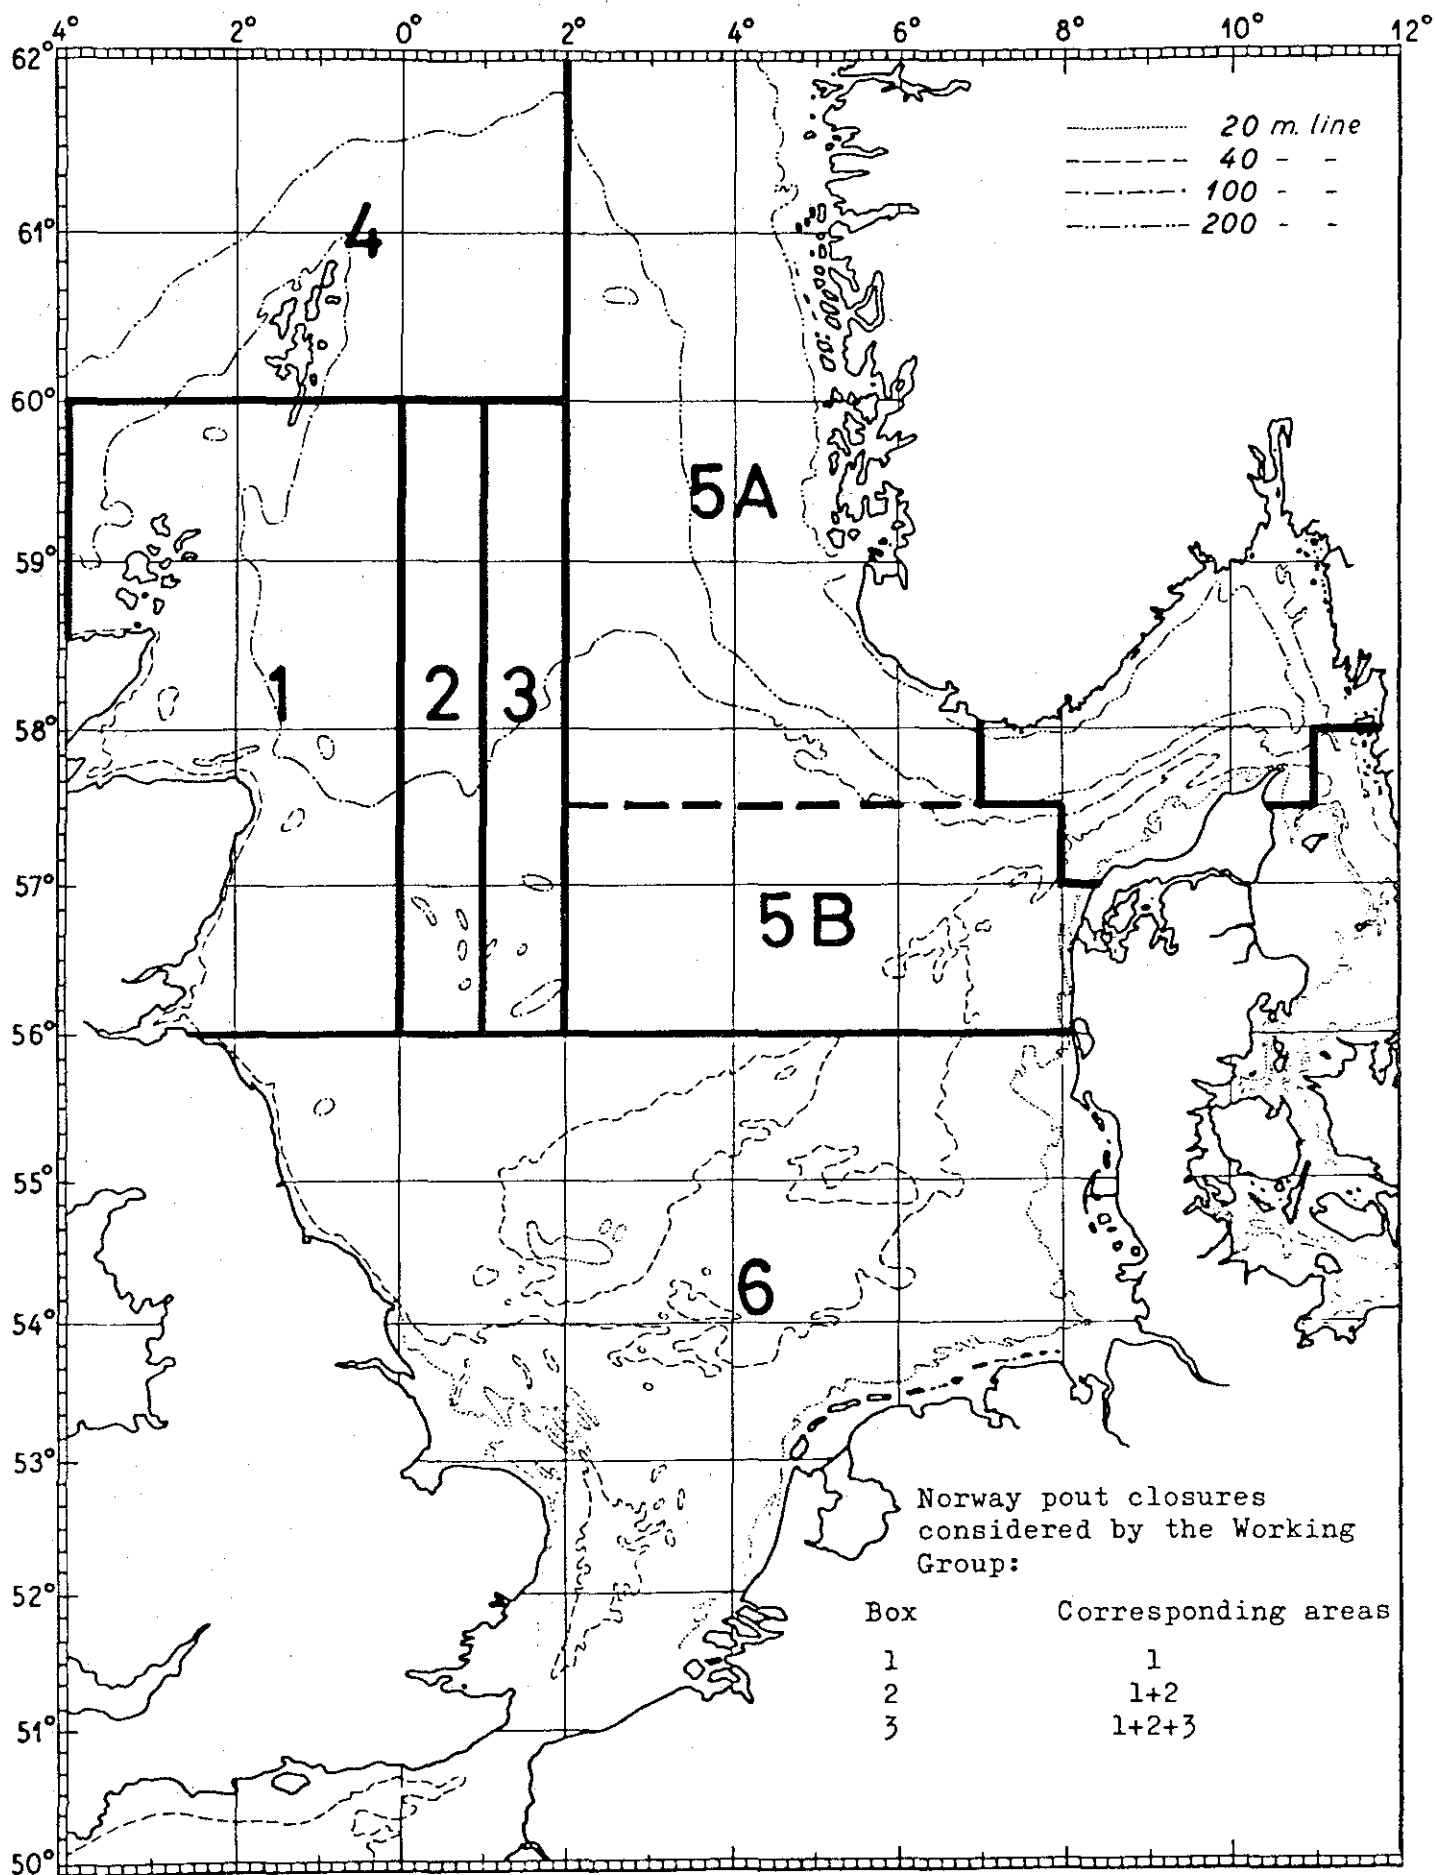 4° 2° 0° 2° 4° 6° 8° 10° 12°
62°
20 m. line
40 - -
100 - -
200 - -
61°
4
60°
5A
59°
1 2 3
58°
57°
5B
56°
55°
6
54°
53°
Norway pout closures
considered by the Working
Group:
52°
Box Corresponding areas
1 1
2 1+2
3 1+2+3
51°
50°